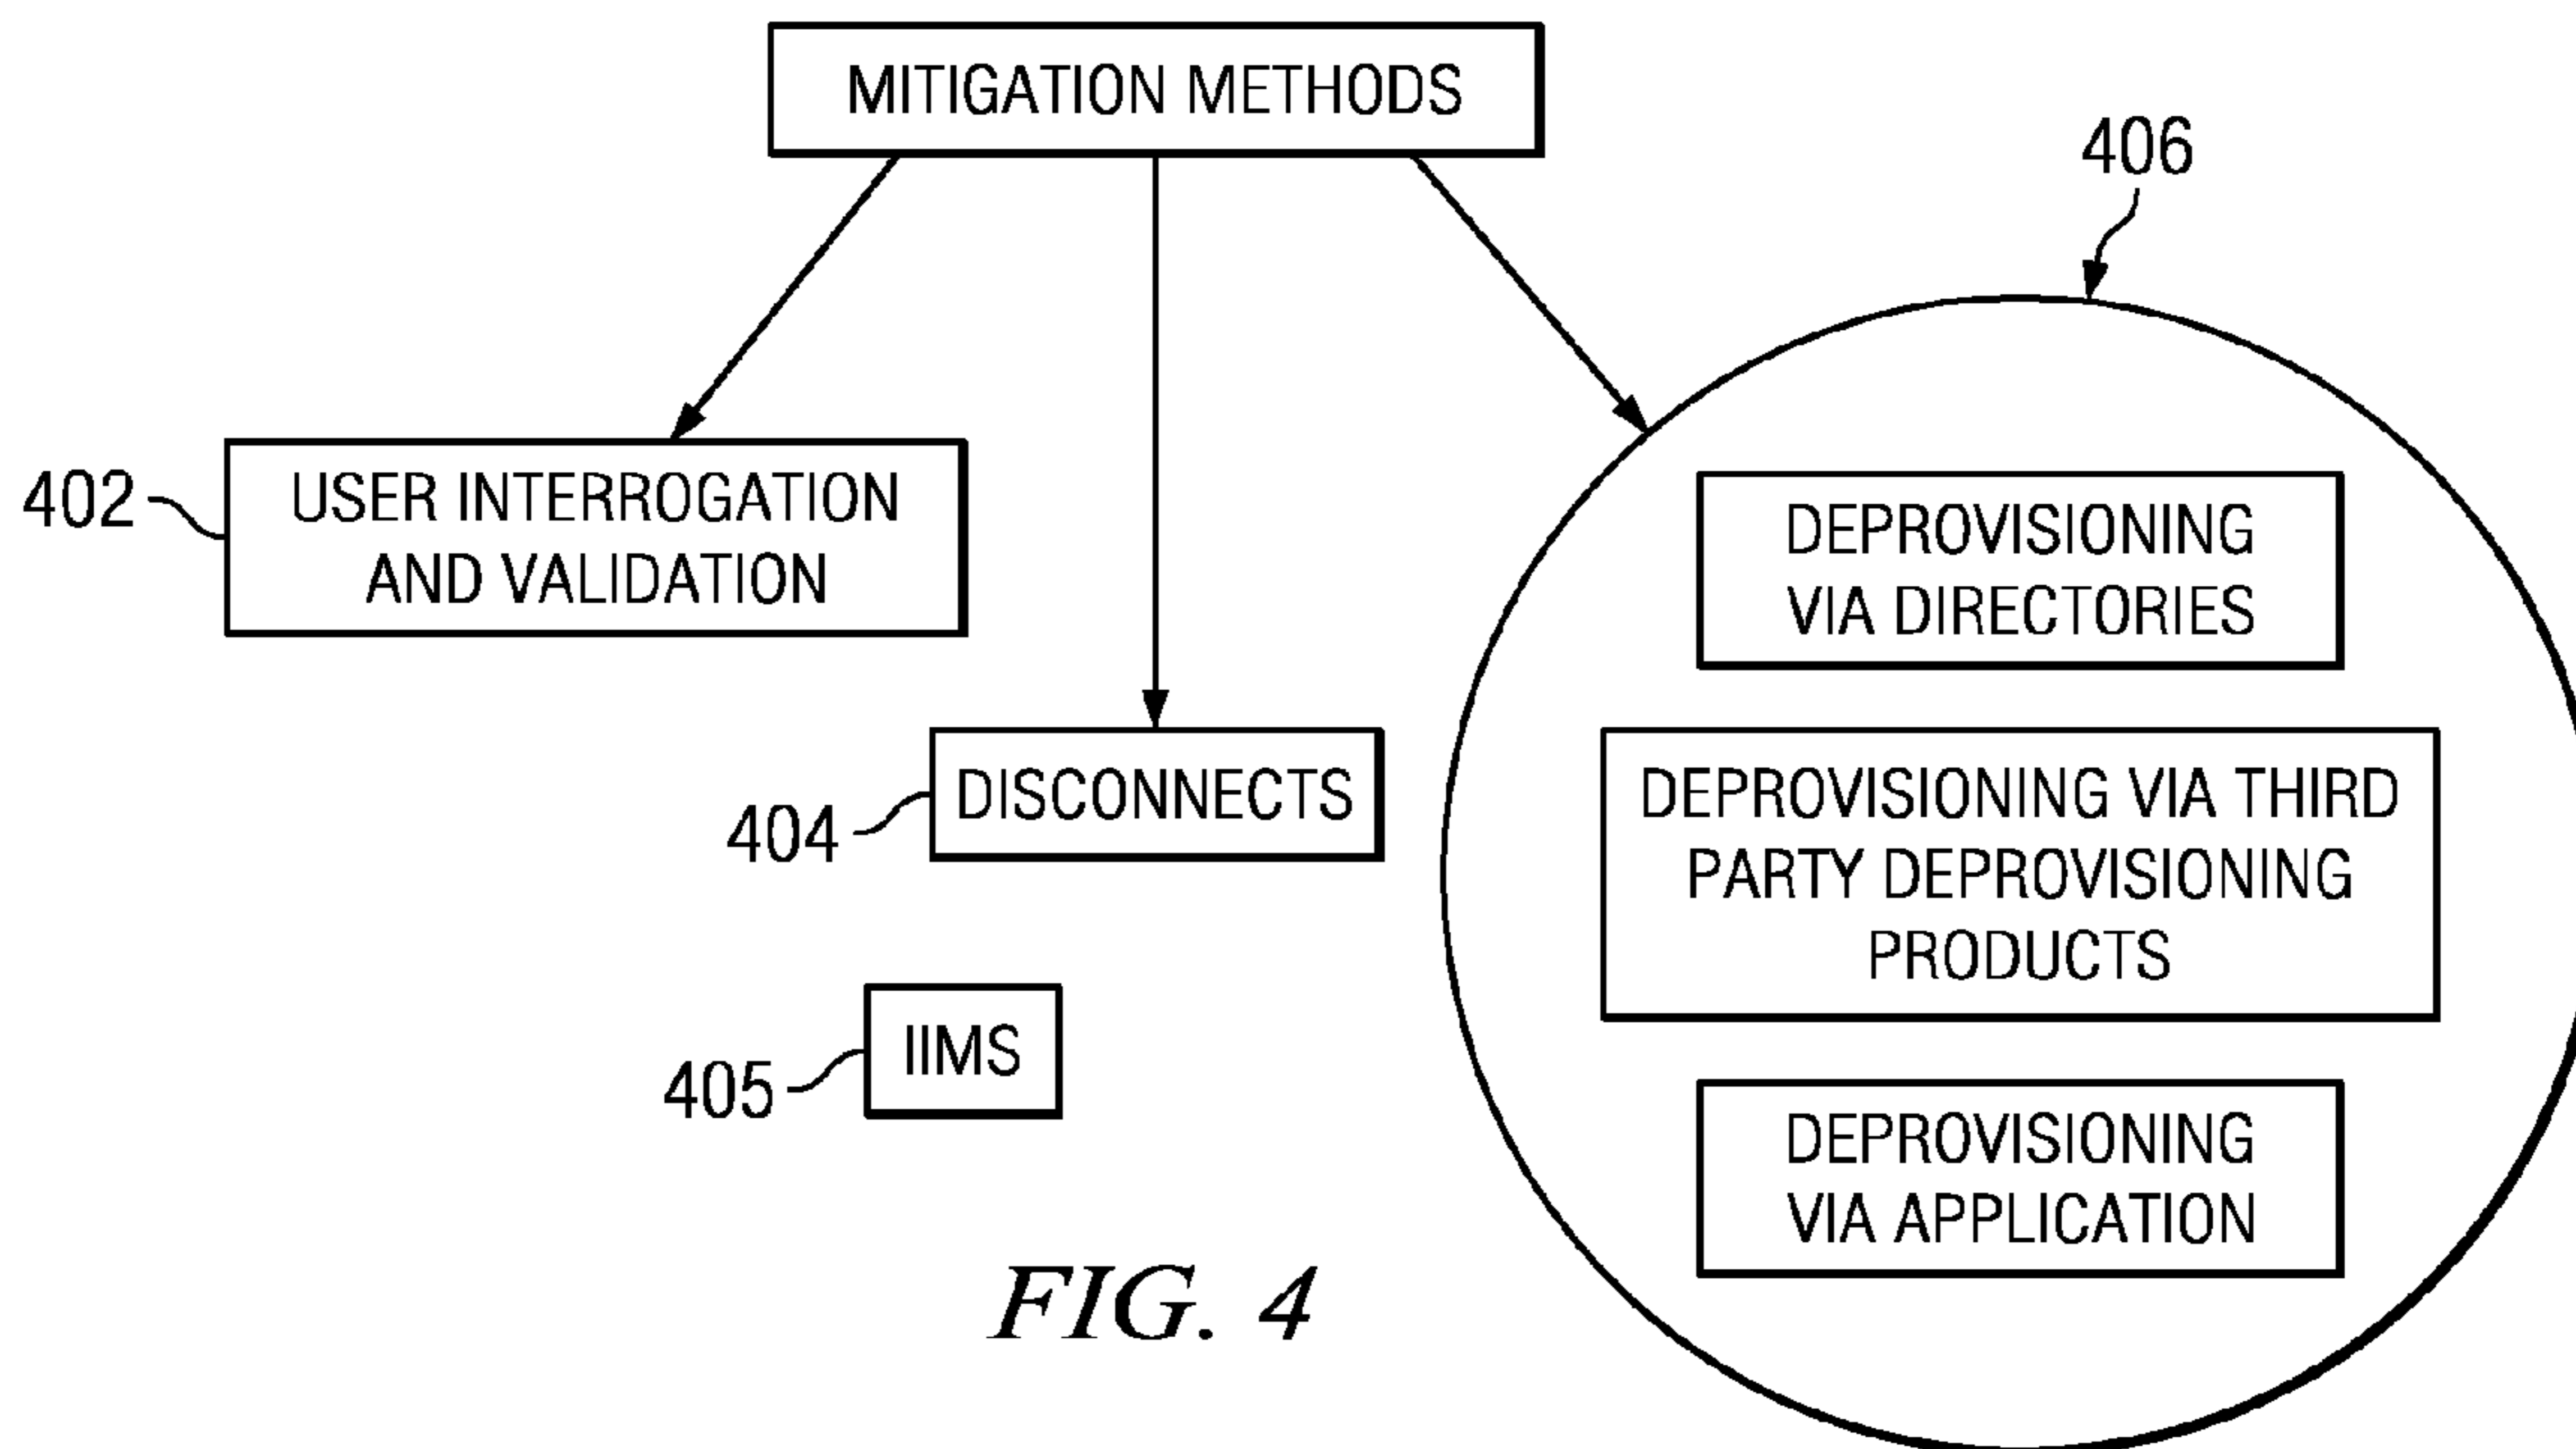 MITIGATION METHODS
406
402
USER INTERROGATION
AND VALIDATION
DEPROVISIONING
VIA DIRECTORIES
404
DISCONNECTS
DEPROVISIONING VIA THIRD
PARTY DEPROVISIONING
PRODUCTS
405
IIMS
DEPROVISIONING
VIA APPLICATION
FIG. 4